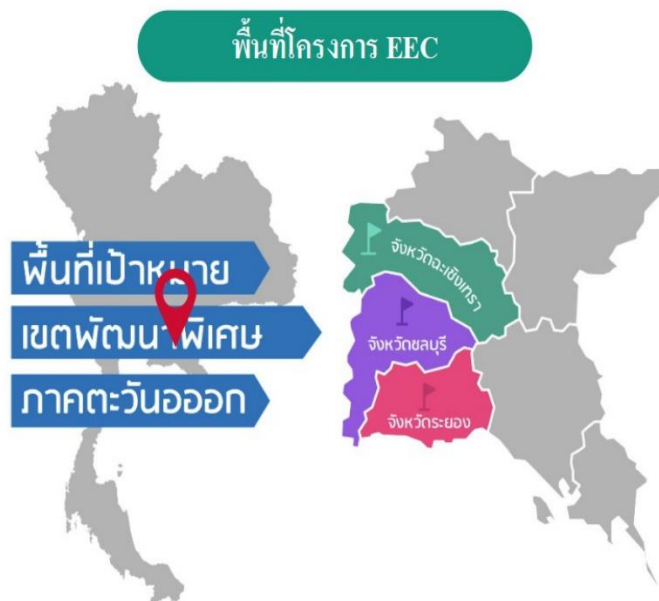 พื้นที่โครงการ EEC
พื้นที่เป้าหมาย
เขตพัฒนาพิเศษ
ภาคตะวันอออก
จังหวัดฉะเชิงเทรา
จังหวัดชลบุรี
จังหวัดระยอง